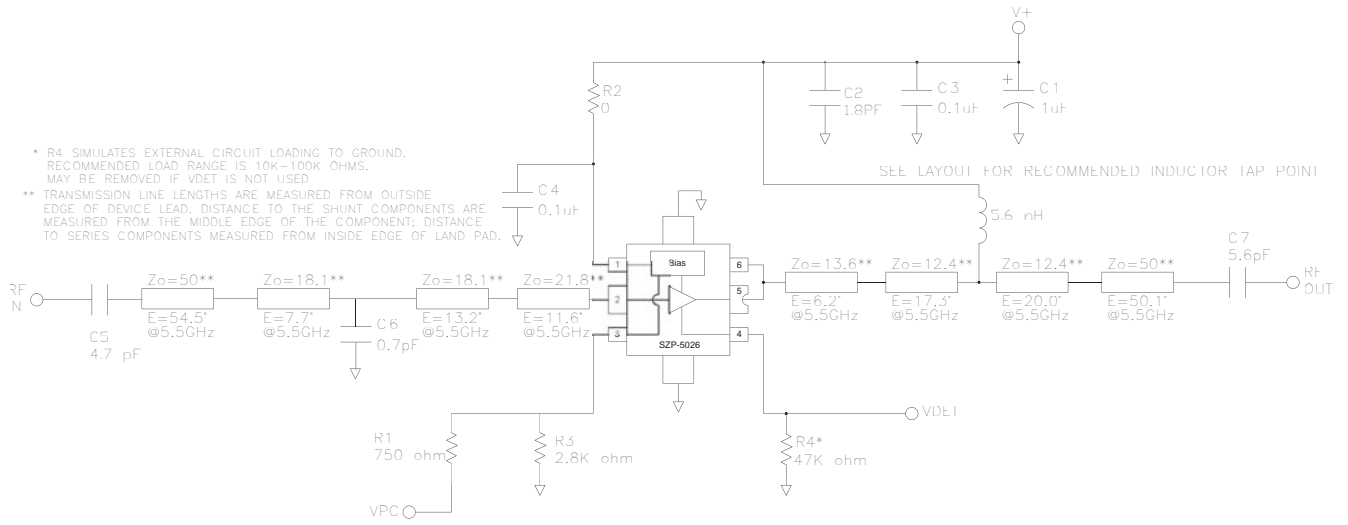 V+
R2
0
C2
1.8PF
C3
0.1uF
+
C1
1uF
* R4 SIMULATES EXTERNAL CIRCUIT LOADING TO GROUND.
RECOMMENDED LOAD RANGE IS 10K-100K OHMS.
MAY BE REMOVED IF VDET IS NOT USED
** TRANSMISSION LINE LENGTHS ARE MEASURED FROM OUTSIDE
EDGE OF DEVICE LEAD. DISTANCE TO THE SHUNT COMPONENTS ARE
MEASURED FROM THE MIDDLE EDGE OF THE COMPONENT; DISTANCE
TO SERIES COMPONENTS MEASURED FROM INSIDE EDGE OF LAND PAD.
SEE LAYOUT FOR RECOMMENDED INDUCTOR TAP POINT
C4
0.1uF
5.6 nH
C7
5.6pF
1
Bias
6
Zo=50**
Zo=18.1**
Zo=18.1**
Zo=21.8**
Zo=13.6**
Zo=12.4**
Zo=12.4**
Zo=50**
RF
IN
2
5
RF
OUT
E=54.5°
@5.5GHz
E=7.7°
@5.5GHz
E=13.2°
@5.5GHz
E=11.6°
@5.5GHz
E=6.2°
@5.5GHz
E=17.3°
@5.5GHz
E=20.0°
@5.5GHz
E=50.1°
@5.5GHz
C5
4.7 pF
C6
0.7pF
3
4
SZP-5026
R1
750 ohm
R3
2.8K ohm
VDET
R4*
47K ohm
VPC